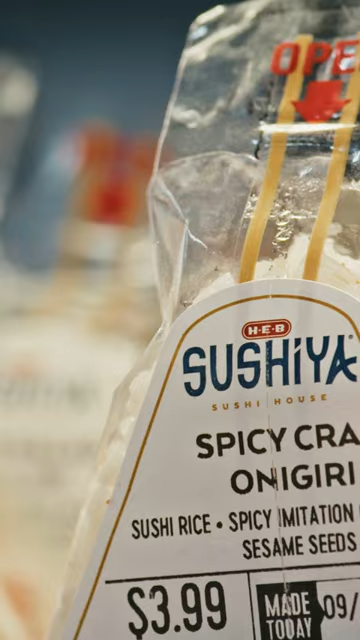 OPE
H-E-B
SUSHiYA
SUSHI HOUSE
SPICY CRA
ONIGIRI
SUSHI RICE • SPICY IMITATION
SESAME SEEDS
$3.99
MADE
TODAY
09/